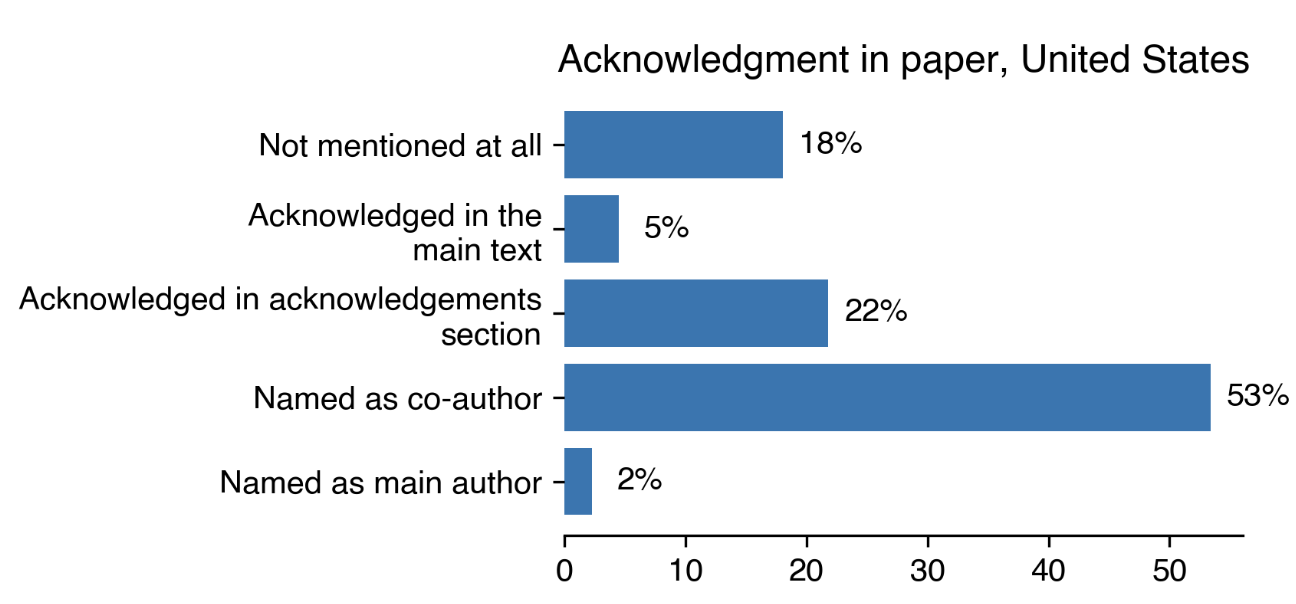 Acknowledgment in paper, United States
Not mentioned at all
18%
Acknowledged in the
main text
5%
Acknowledged in acknowledgements
section
22%
Named as co-author
53%
Named as main author
2%
0 10 20 30 40 50